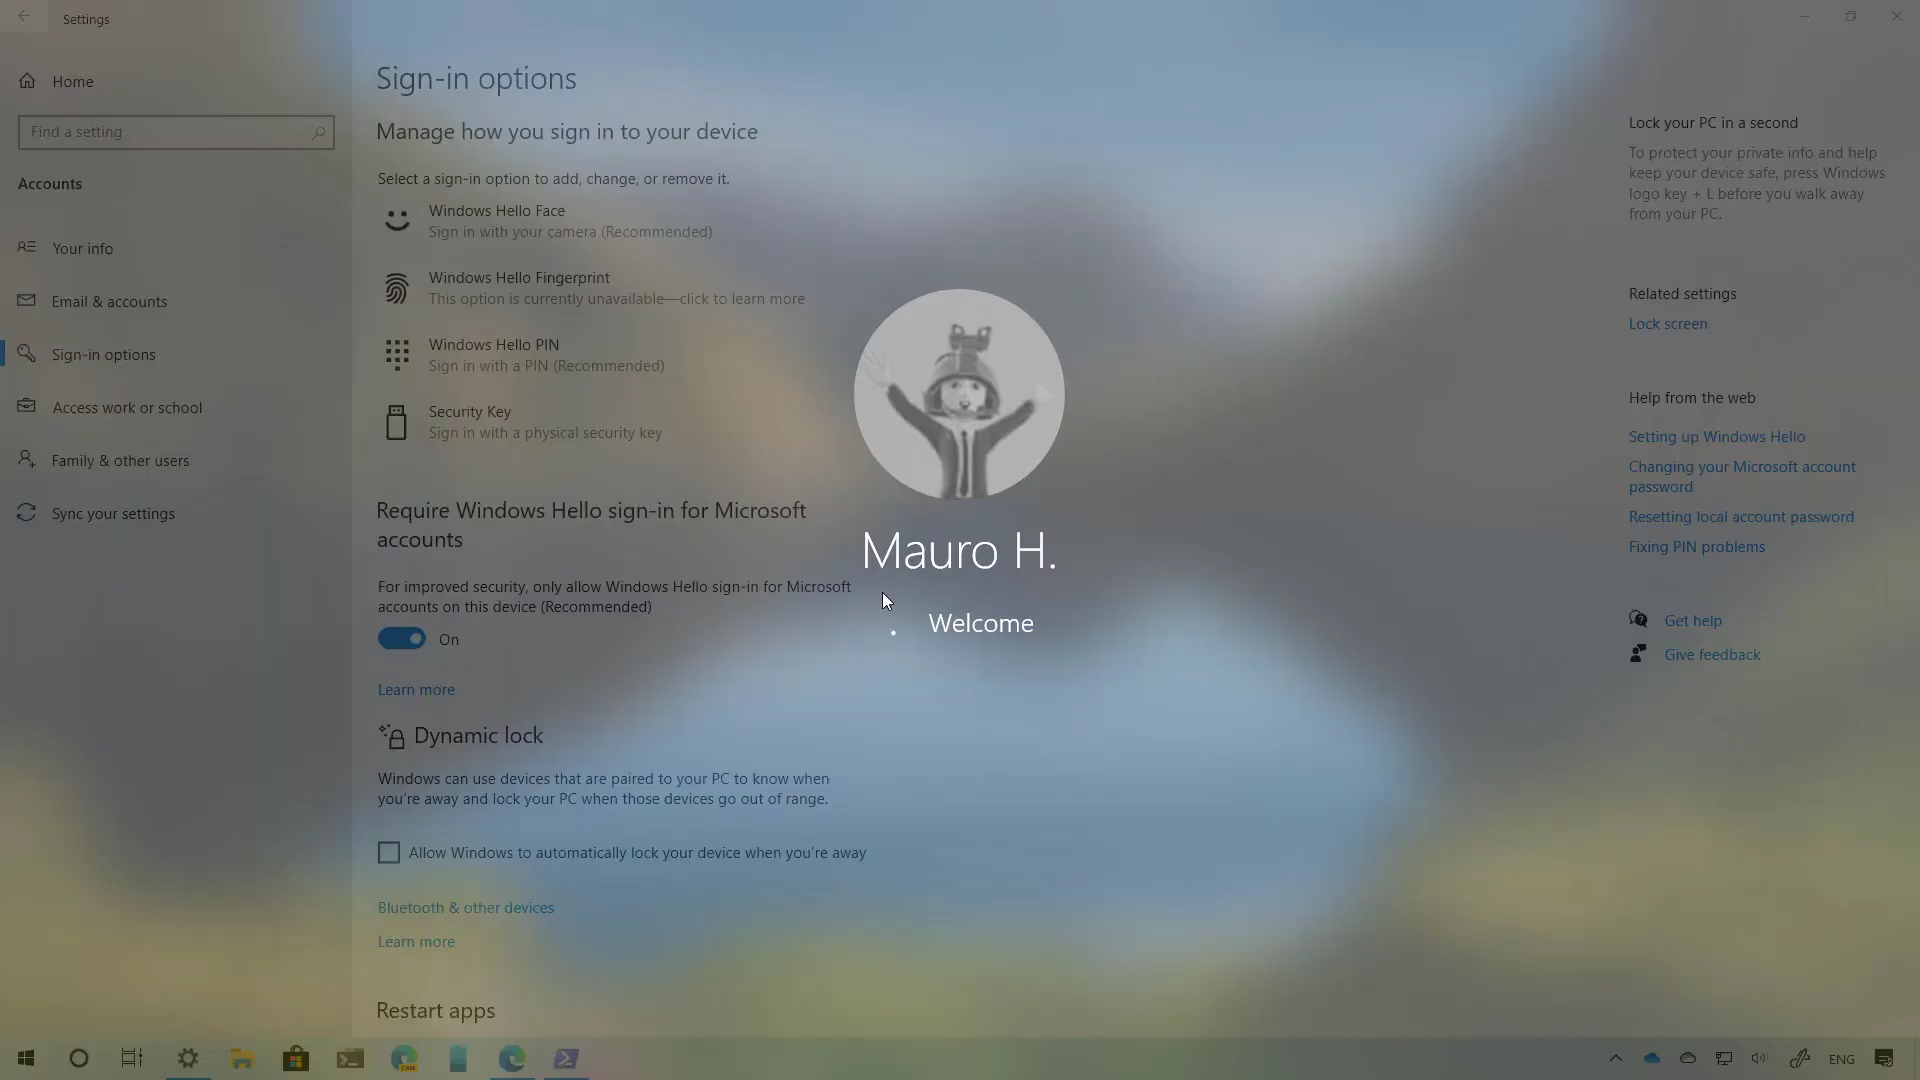 Settings
Home
Find a setting
Accounts
Your info
Email & accounts
Sign-in options
Access work or school
Family & other users
Sync your settings
Sign-in options
Manage how you sign in to your device
Select a sign-in option to add, change, or remove it.
Windows Hello Face
Sign in with your camera (Recommended)
Windows Hello Fingerprint
This option is currently unavailable—click to learn more
Windows Hello PIN
Sign in with a PIN (Recommended)
Security Key
Sign in with a physical security key
Require Windows Hello sign-in for Microsoft
accounts
For improved security, only allow Windows Hello sign-in for Microsoft
accounts on this device (Recommended)
On
Learn more
Dynamic lock
Windows can use devices that are paired to your PC to know when
you're away and lock your PC when those devices go out of range.
Allow Windows to automatically lock your device when you're away
Bluetooth & other devices
Learn more
Restart apps
Mauro H.
Welcome
Lock your PC in a second
To protect your private info and help
keep your device safe, press Windows
logo key + L before you walk away
from your PC.
Related settings
Lock screen
Help from the web
Setting up Windows Hello
Changing your Microsoft account
password
Resetting local account password
Fixing PIN problems
Get help
Give feedback
CAN
ENG